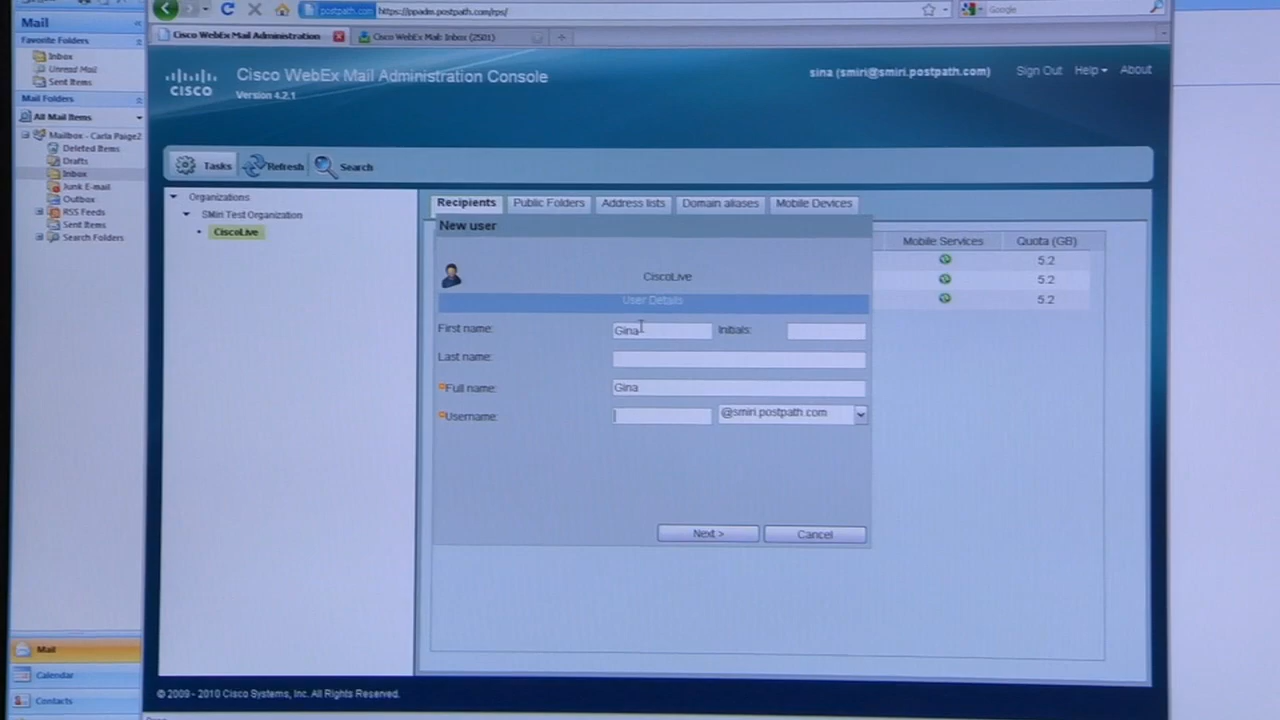 Mail
Favorite Folders
Inbox
Unread Mail
Sent Items
Mail Folders
All Mail Items
Mailbox - Carla Paige2
Deleted Items
Drafts
Inbox
Junk E-mail
Outbox
RSS Feeds
Sent Items
Search Folders
Mail
Calendar
Contacts
postpath.com https://ppadm.postpath.com/rps/
Google
Cisco WebEx Mail Administration
Cisco WebEx Mail: Inbox (2501)
CISCO
Cisco WebEx Mail Administration Console
Version 4.2.1
sina (smiri@smiri.postpath.com) Sign Out Help About
Tasks Refresh Search
Organizations
SMiri Test Organization
CiscoLive
Recipients Public Folders Address lists Domain aliases Mobile Devices
New user
Mobile Services Quota (GB)
5.2
5.2
5.2
CiscoLive
User Details
First name: Gina Initials:
Last name:
Full name: Gina
Username: @smiri.postpath.com
Next > Cancel
© 2009 - 2010 Cisco Systems, Inc. All Rights Reserved.